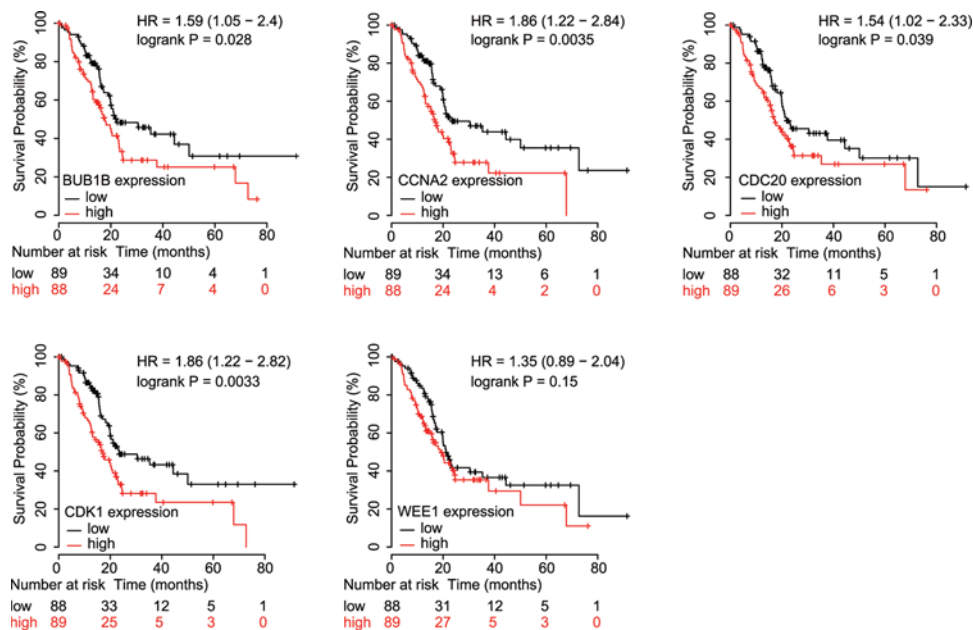 HR = 1.59 (1.05 − 2.4)
logrank P = 0.028
Survival Probability (%)
100
80
60
40
20
0
BUB1B expression
low
high
0 20 40 60 80
Number at risk Time (months)
low 89 34 10 4 1
high 88 24 7 4 0
HR = 1.86 (1.22 − 2.84)
logrank P = 0.0035
Survival Probability (%)
100
80
60
40
20
0
CCNA2 expression
low
high
0 20 40 60 80
Number at risk Time (months)
low 89 34 13 6 1
high 88 24 4 2 0
HR = 1.54 (1.02 − 2.33)
logrank P = 0.039
Survival Probability (%)
100
80
60
40
20
0
CDC20 expression
low
high
0 20 40 60 80
Number at risk Time (months)
low 88 32 11 5 1
high 89 26 6 3 0
HR = 1.86 (1.22 − 2.82)
logrank P = 0.0033
Survival Probability (%)
100
80
60
40
20
0
CDK1 expression
low
high
0 20 40 60 80
Number at risk Time (months)
low 88 33 12 5 1
high 89 25 5 3 0
HR = 1.35 (0.89 − 2.04)
logrank P = 0.15
Survival Probability (%)
100
80
60
40
20
0
WEE1 expression
low
high
0 20 40 60 80
Number at risk Time (months)
low 88 31 12 5 1
high 89 27 5 3 0